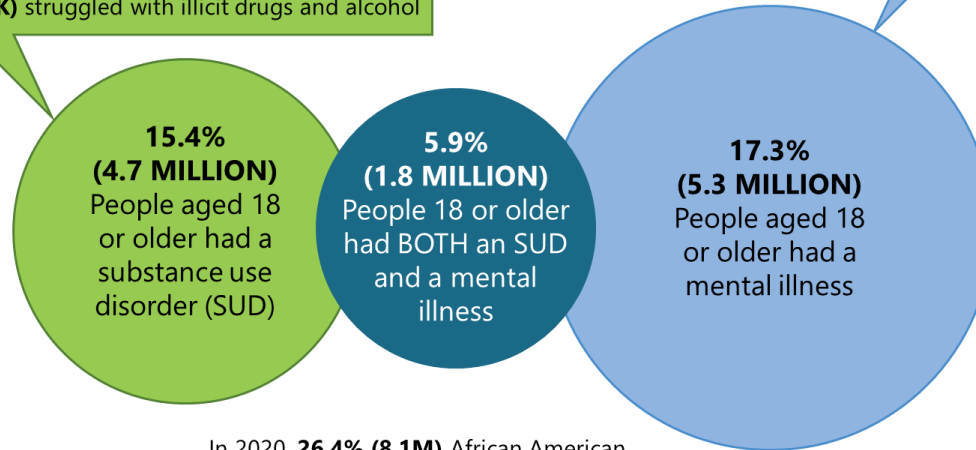 K) struggled with illicit drugs and alcohol
15.4%
(4.7 MILLION)
People aged 18
or older had a
substance use
disorder (SUD)
5.9%
(1.8 MILLION)
People 18 or older
had BOTH an SUD
and a mental
illness
17.3%
(5.3 MILLION)
People aged 18
or older had a
mental illness
In 2020, 26.4% (8.1M) African American